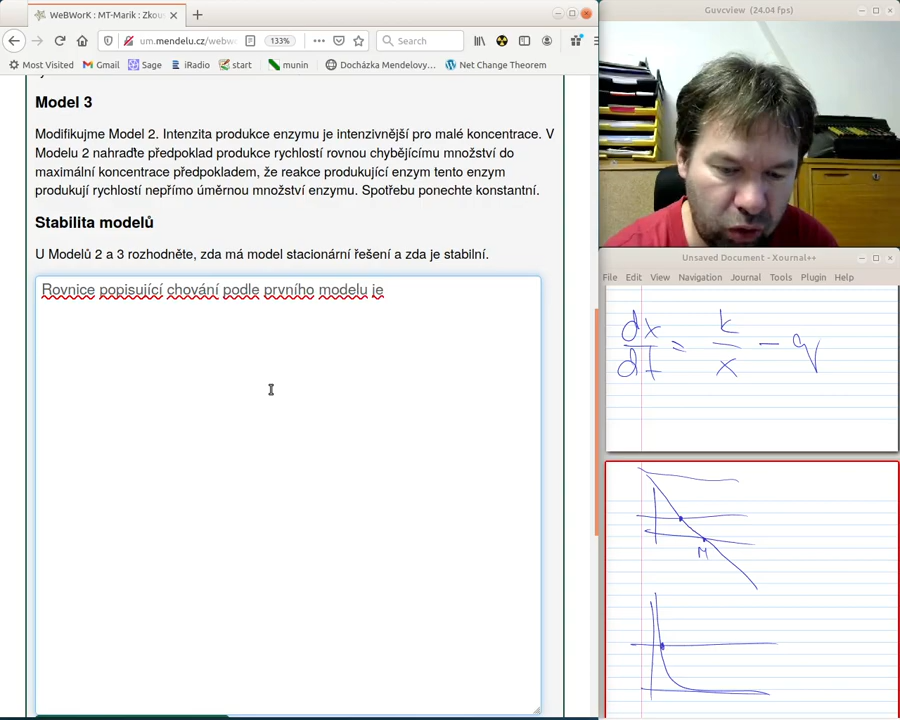 WeBWorK : MT-Marik : Zkou
Guvcview (24.04 fps)
um.mendelu.cz/webw
133%
Search
Most Visited
Gmail
Sage
iRadio
start
munin
Docházka Mendelovy...
Net Change Theorem
Model 3
Modifikujme Model 2. Intenzita produkce enzymu je intenzivnější pro malé koncentrace. V
Modelu 2 nahraďte předpoklad produkce rychlostí rovnou chybějícímu množství do
maximální koncentrace předpokladem, že reakce produkující enzym tento enzym
produkují rychlostí nepřímo úměrnou množství enzymu. Spotřebu ponechte konstantní.
Stabilita modelů
U Modelů 2 a 3 rozhodněte, zda má model stacionární řešení a zda je stabilní.
Rovnice popisující chování podle prvního modelu je
Unsaved Document - Xournal++
File Edit View Navigation Journal Tools Plugin Help
dx/dt = k/x - q
M